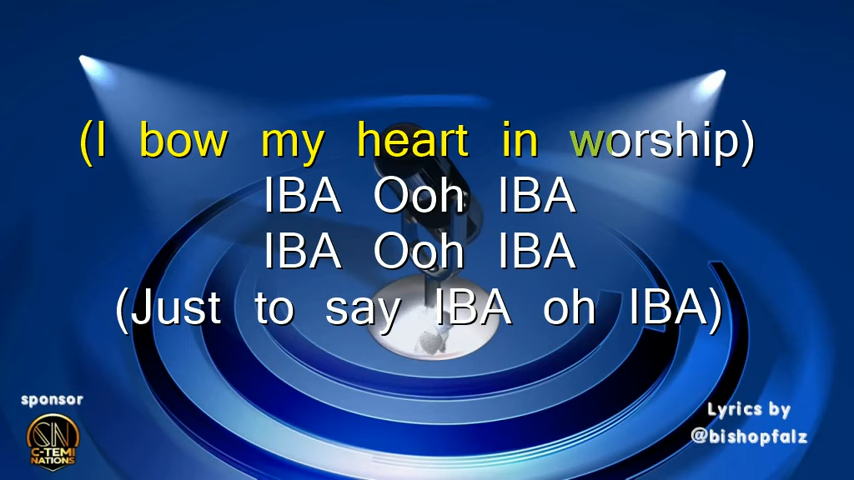 (I bow my heart in worship)
IBA Ooh IBA
IBA Ooh IBA
(Just to say IBA oh IBA)
sponsor
SN
C-TEMI
NATIONS
Lyrics by
@bishopfalz